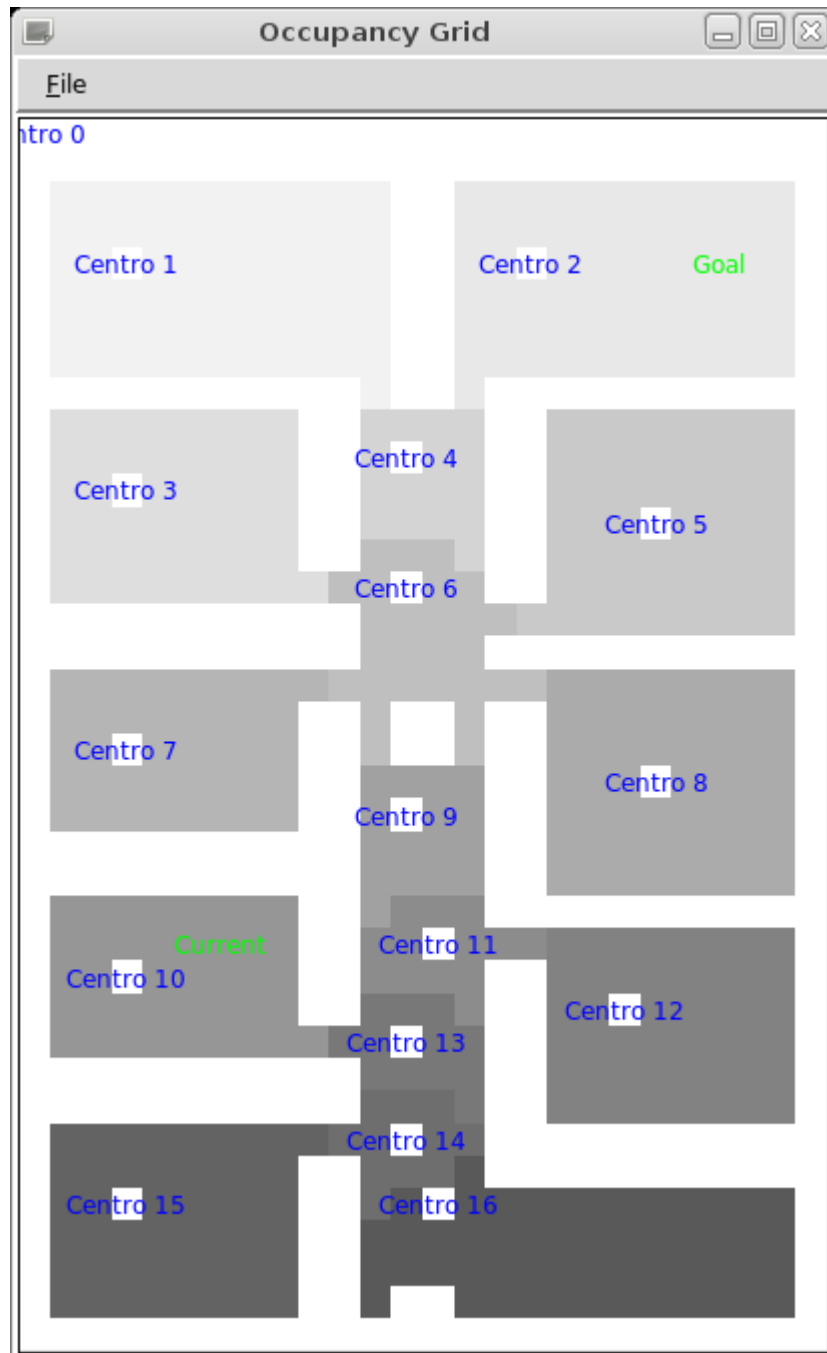 Occupancy Grid
File
ntro 0
Centro 1
Centro 2
Goal
Centro 4
Centro 3
Centro 5
Centro 6
Centro 7
Centro 8
Centro 9
Current
Centro 11
Centro 10
Centro 12
Centro 13
Centro 14
Centro 15
Centro 16